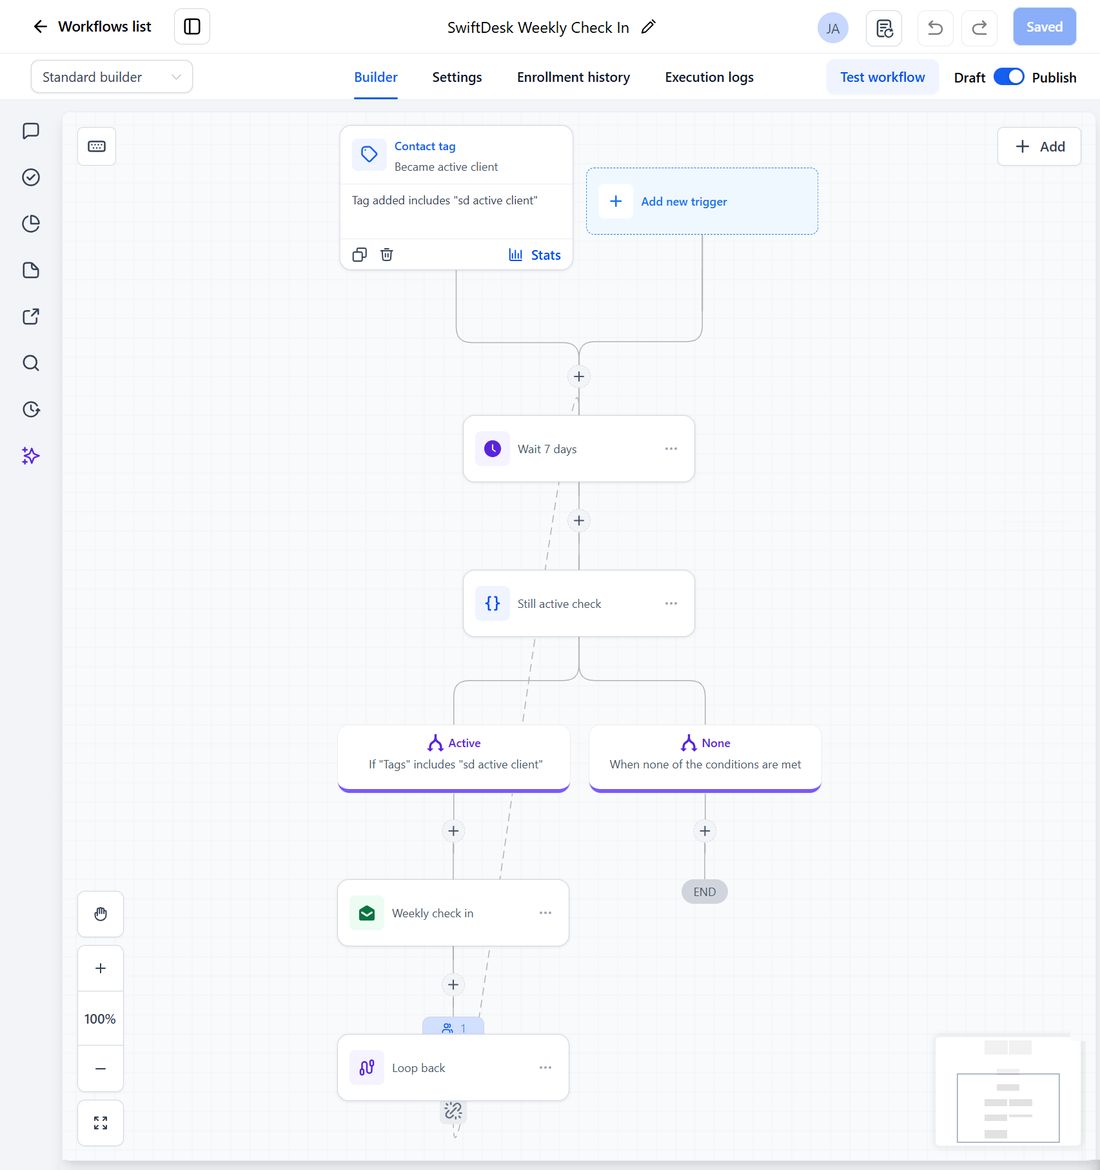 Workflows list
SwiftDesk Weekly Check In
JA
Saved
Standard builder
Builder
Settings
Enrollment history
Execution logs
Test workflow
Draft
Publish
Contact tag
Became active client
Tag added includes "sd active client"
Stats
Add new trigger
Add
Wait 7 days
Still active check
Active
If "Tags" includes "sd active client"
None
When none of the conditions are met
END
Weekly check in
1
Loop back
100%